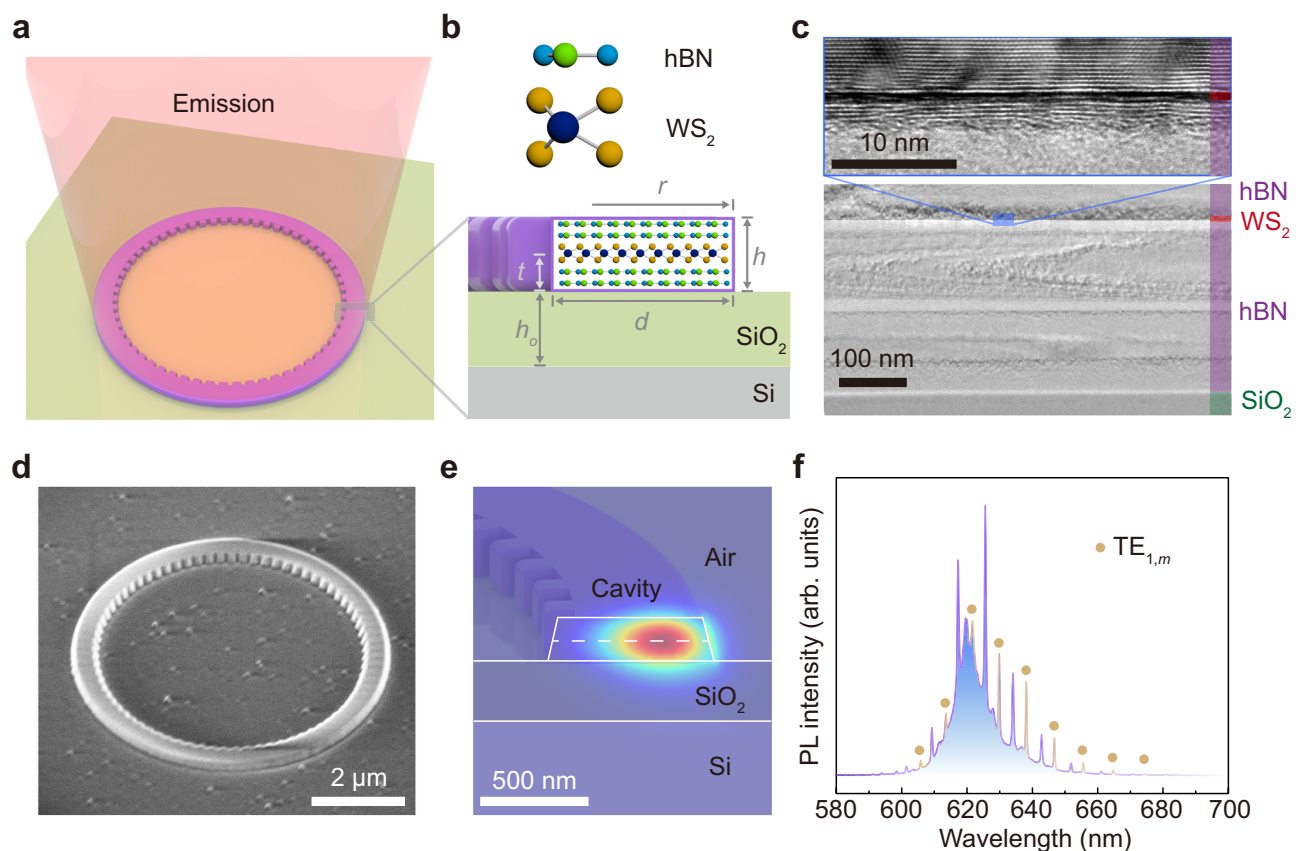 a
Emission
b
hBN
WS₂
r
t
h
hₒ
d
SiO₂
Si
c
10 nm
hBN
WS₂
hBN
100 nm
SiO₂
d
2 μm
e
Air
Cavity
SiO₂
Si
500 nm
f
PL intensity (arb. units)
TE₁,ₘ
580 600 620 640 660 680 700
Wavelength (nm)